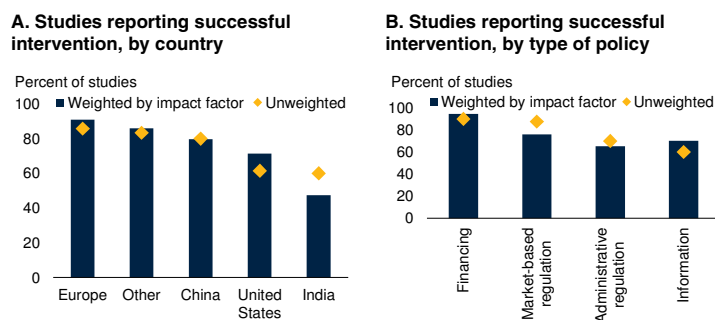 A. Studies reporting successful
intervention, by country
Percent of studies
Weighted by impact factor
Unweighted
100
80
60
40
20
0
Europe
Other
China
United
States
India
B. Studies reporting successful
intervention, by type of policy
Percent of studies
Weighted by impact factor
Unweighted
100
80
60
40
20
0
Financing
Market-based
regulation
Administrative
regulation
Information